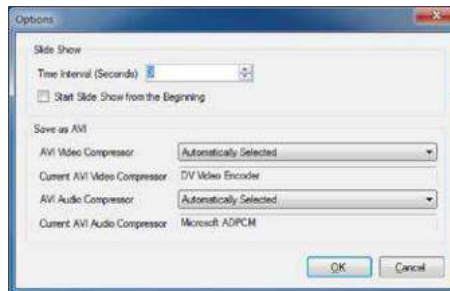 Options
Slide Show
Time Interval (Seconds)
Start Slide Show from the Beginning
Save as AVI
AVI Video Compressor Automatically Selected
Current AVI Video Compressor DV Video Encoder
AVI Audio Compressor Automatically Selected
Current AVI Audio Compressor Microsoft ADPCM
OK Cancel